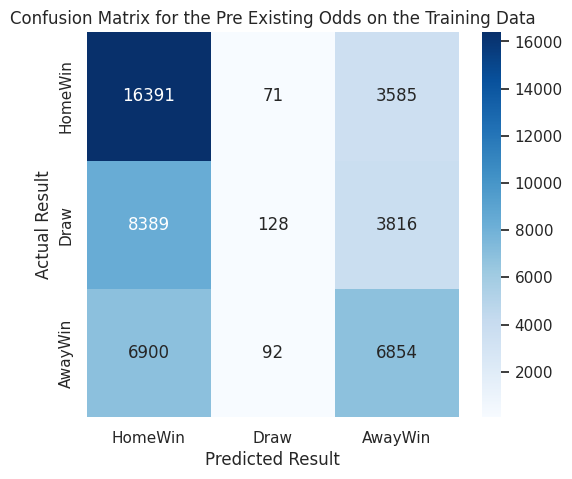 Confusion Matrix for the Pre Existing Odds on the Training Data
Actual Result
HomeWin
16391
71
3585
Draw
8389
128
3816
AwayWin
6900
92
6854
HomeWin
Draw
AwayWin
Predicted Result
16000
14000
12000
10000
8000
6000
4000
2000